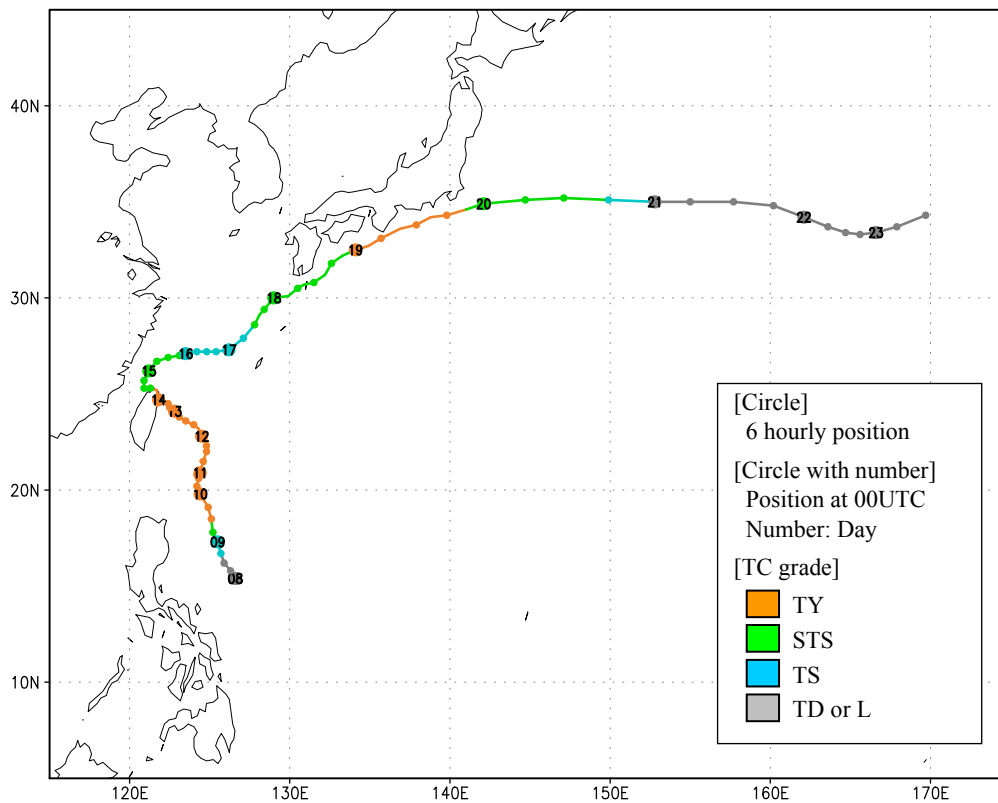 40N
30N
20N
10N
120E
130E
140E
150E
160E
170E
08
09
10
11
12
13
14
15
16
17
18
19
20
21
22
23
[Circle]
6 hourly position
[Circle with number]
Position at 00UTC
Number: Day
[TC grade]
TY
STS
TS
TD or L